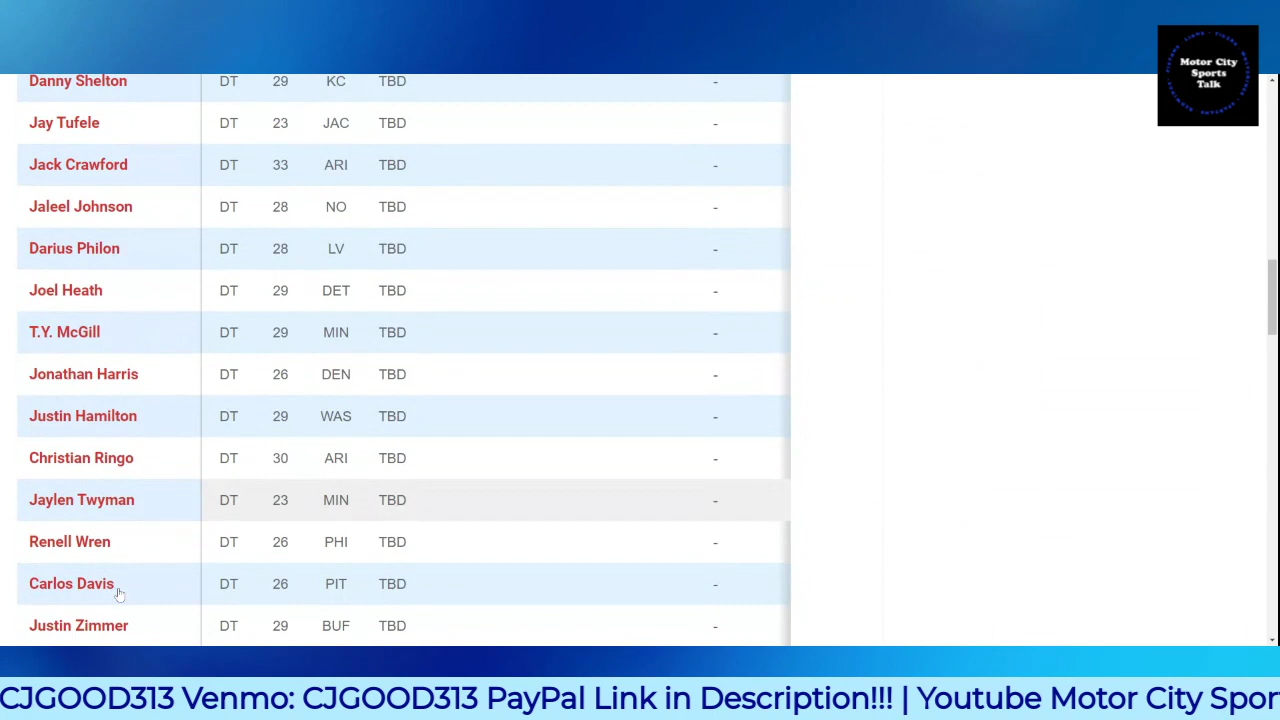 Danny Shelton DT 29 KC TBD -
Jay Tufele DT 23 JAC TBD -
Jack Crawford DT 33 ARI TBD -
Jaleel Johnson DT 28 NO TBD -
Darius Philon DT 28 LV TBD -
Joel Heath DT 29 DET TBD -
T.Y. McGill DT 29 MIN TBD -
Jonathan Harris DT 26 DEN TBD -
Justin Hamilton DT 29 WAS TBD -
Christian Ringo DT 30 ARI TBD -
Jaylen Twyman DT 23 MIN TBD -
Renell Wren DT 26 PHI TBD -
Carlos Davis DT 26 PIT TBD -
Justin Zimmer DT 29 BUF TBD -
Motor City
Sports
Talk
CJGOOD313 Venmo: CJGOOD313 PayPal Link in Description!!! | Youtube Motor City Spor